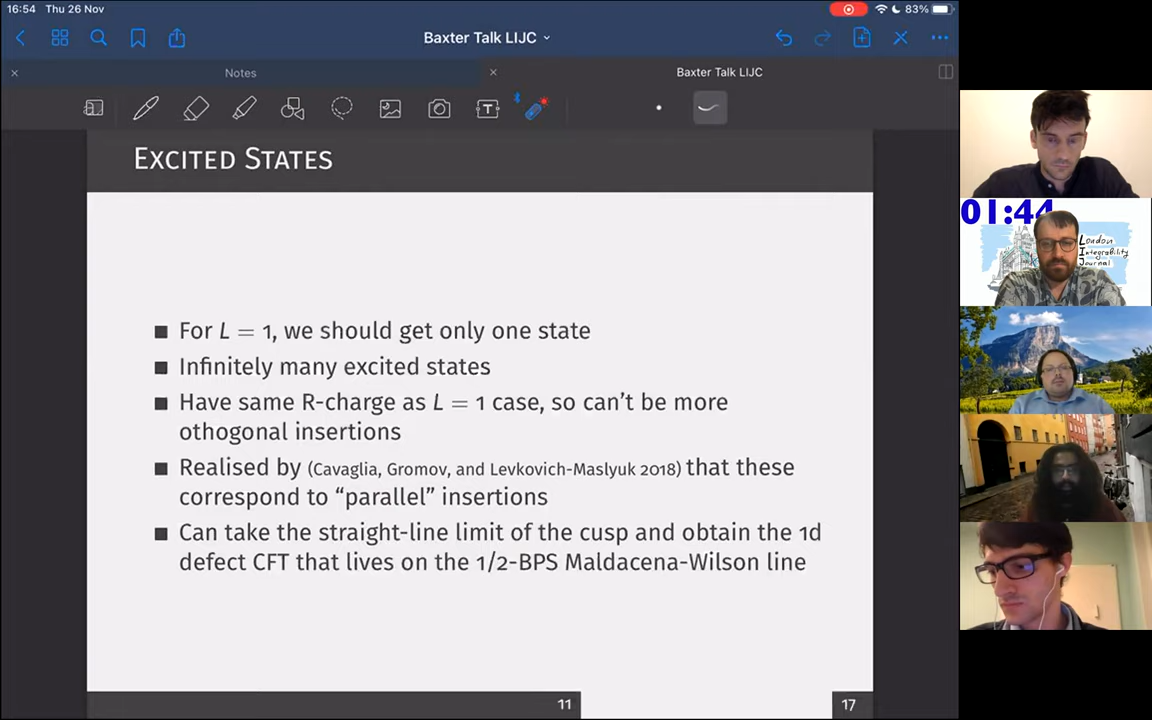 16:54 Thu 26 Nov
83%
Baxter Talk LIJC
Notes
Baxter Talk LIJC
T
EXCITED STATES
For L = 1, we should get only one state
Infinitely many excited states
Have same R-charge as L = 1 case, so can't be more
othogonal insertions
Realised by (Cavaglia, Gromov, and Levkovich-Maslyuk 2018) that these
correspond to “parallel” insertions
Can take the straight-line limit of the cusp and obtain the 1d
defect CFT that lives on the 1/2-BPS Maldacena-Wilson line
11
17
01:44
London
Integrability
Journal